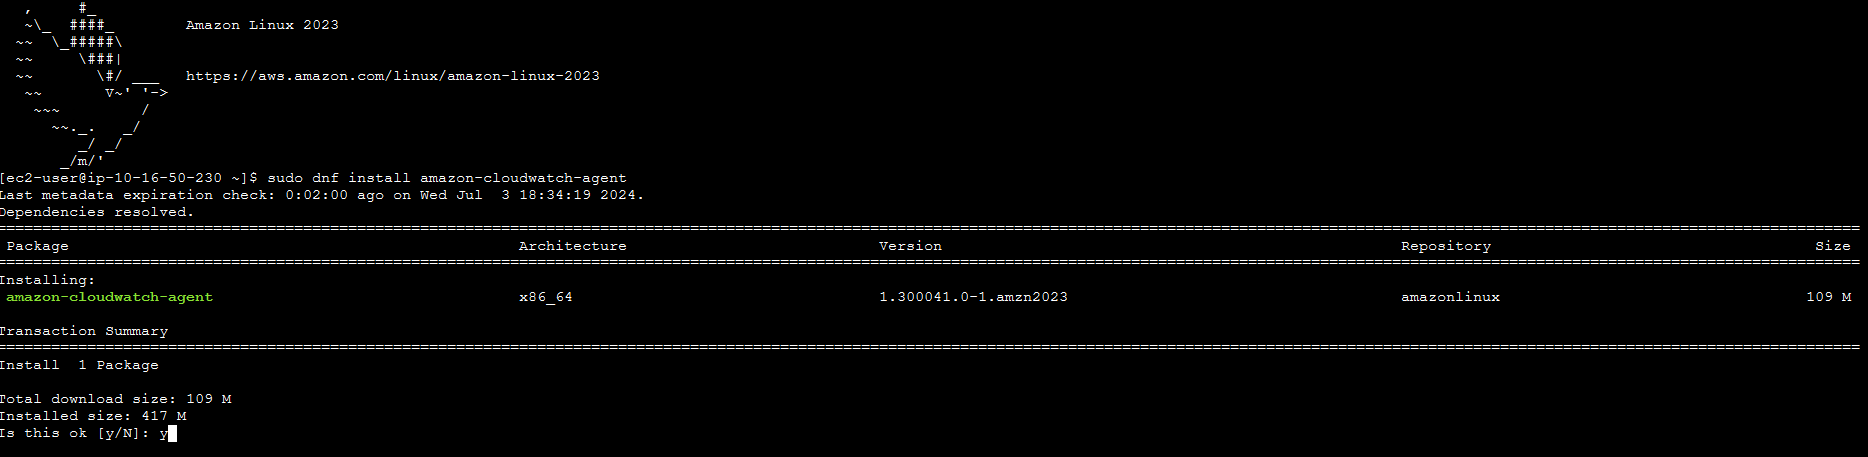 ,     #_
   ~\_  ####_        Amazon Linux 2023
  ~~  \_#####\
  ~~     \###|
  ~~       \#/ ___   https://aws.amazon.com/linux/amazon-linux-2023
   ~~       V~' '->
    ~~~         /
      ~~._.   _/
         _/ _/
       _/m/'
[ec2-user@ip-10-16-50-230 ~]$ sudo dnf install amazon-cloudwatch-agent
Last metadata expiration check: 0:02:00 ago on Wed Jul  3 18:34:19 2024.
Dependencies resolved.
Package Architecture Version Repository Size
Installing:
amazon-cloudwatch-agent x86_64 1.300041.0-1.amzn2023 amazonlinux 109 M
Transaction Summary
Install  1 Package
Total download size: 109 M
Installed size: 417 M
Is this ok [y/N]: y